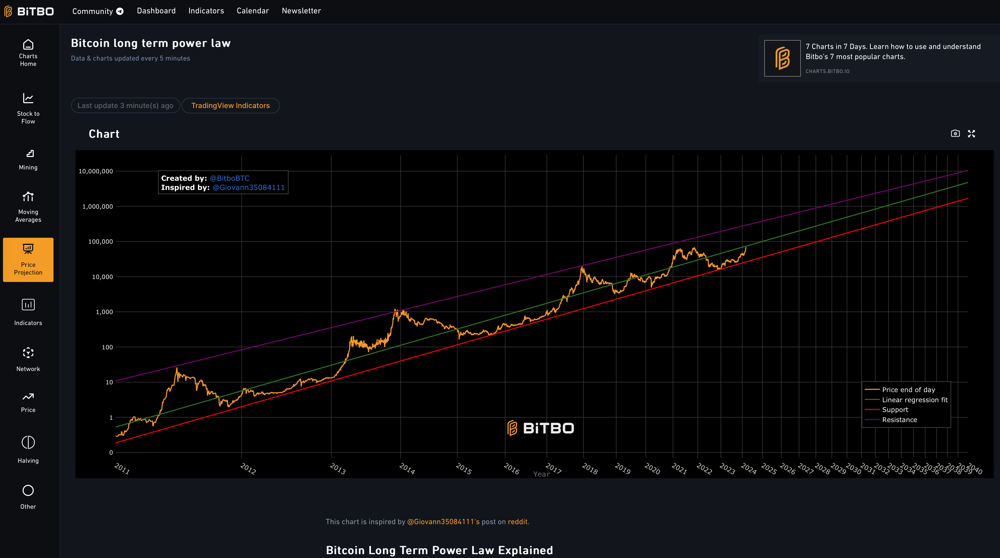 BiTBO
Community
Dashboard
Indicators
Calendar
Newsletter
Charts
Home
Stock to
Flow
Mining
Moving
Averages
Price
Projection
Indicators
Network
Price
Halving
Other
Bitcoin long term power law
Data & charts updated every 5 minutes
7 Charts in 7 Days. Learn how to use and understand
Bitbo's 7 most popular charts.
CHARTS.BITBO.IO
Last update 3 minute(s) ago
TradingView Indicators
Chart
10,000,000
1,000,000
100,000
10,000
1,000
100
10
1
0
Created by: @BitboBTC
Inspired by: @Giovann35084111
Price end of day
Linear regression fit
Support
Resistance
BiTBO
2011
2012
2013
2014
2015
2016
2017
2018
2019
2020
2021
2022
2023
2024
2025
2026
2027
2028
2029
2030
2031
2032
2033
2034
2035
2036
2037
2038
2039
2040
Year
This chart is inspired by @Giovann35084111's post on reddit.
Bitcoin Long Term Power Law Explained